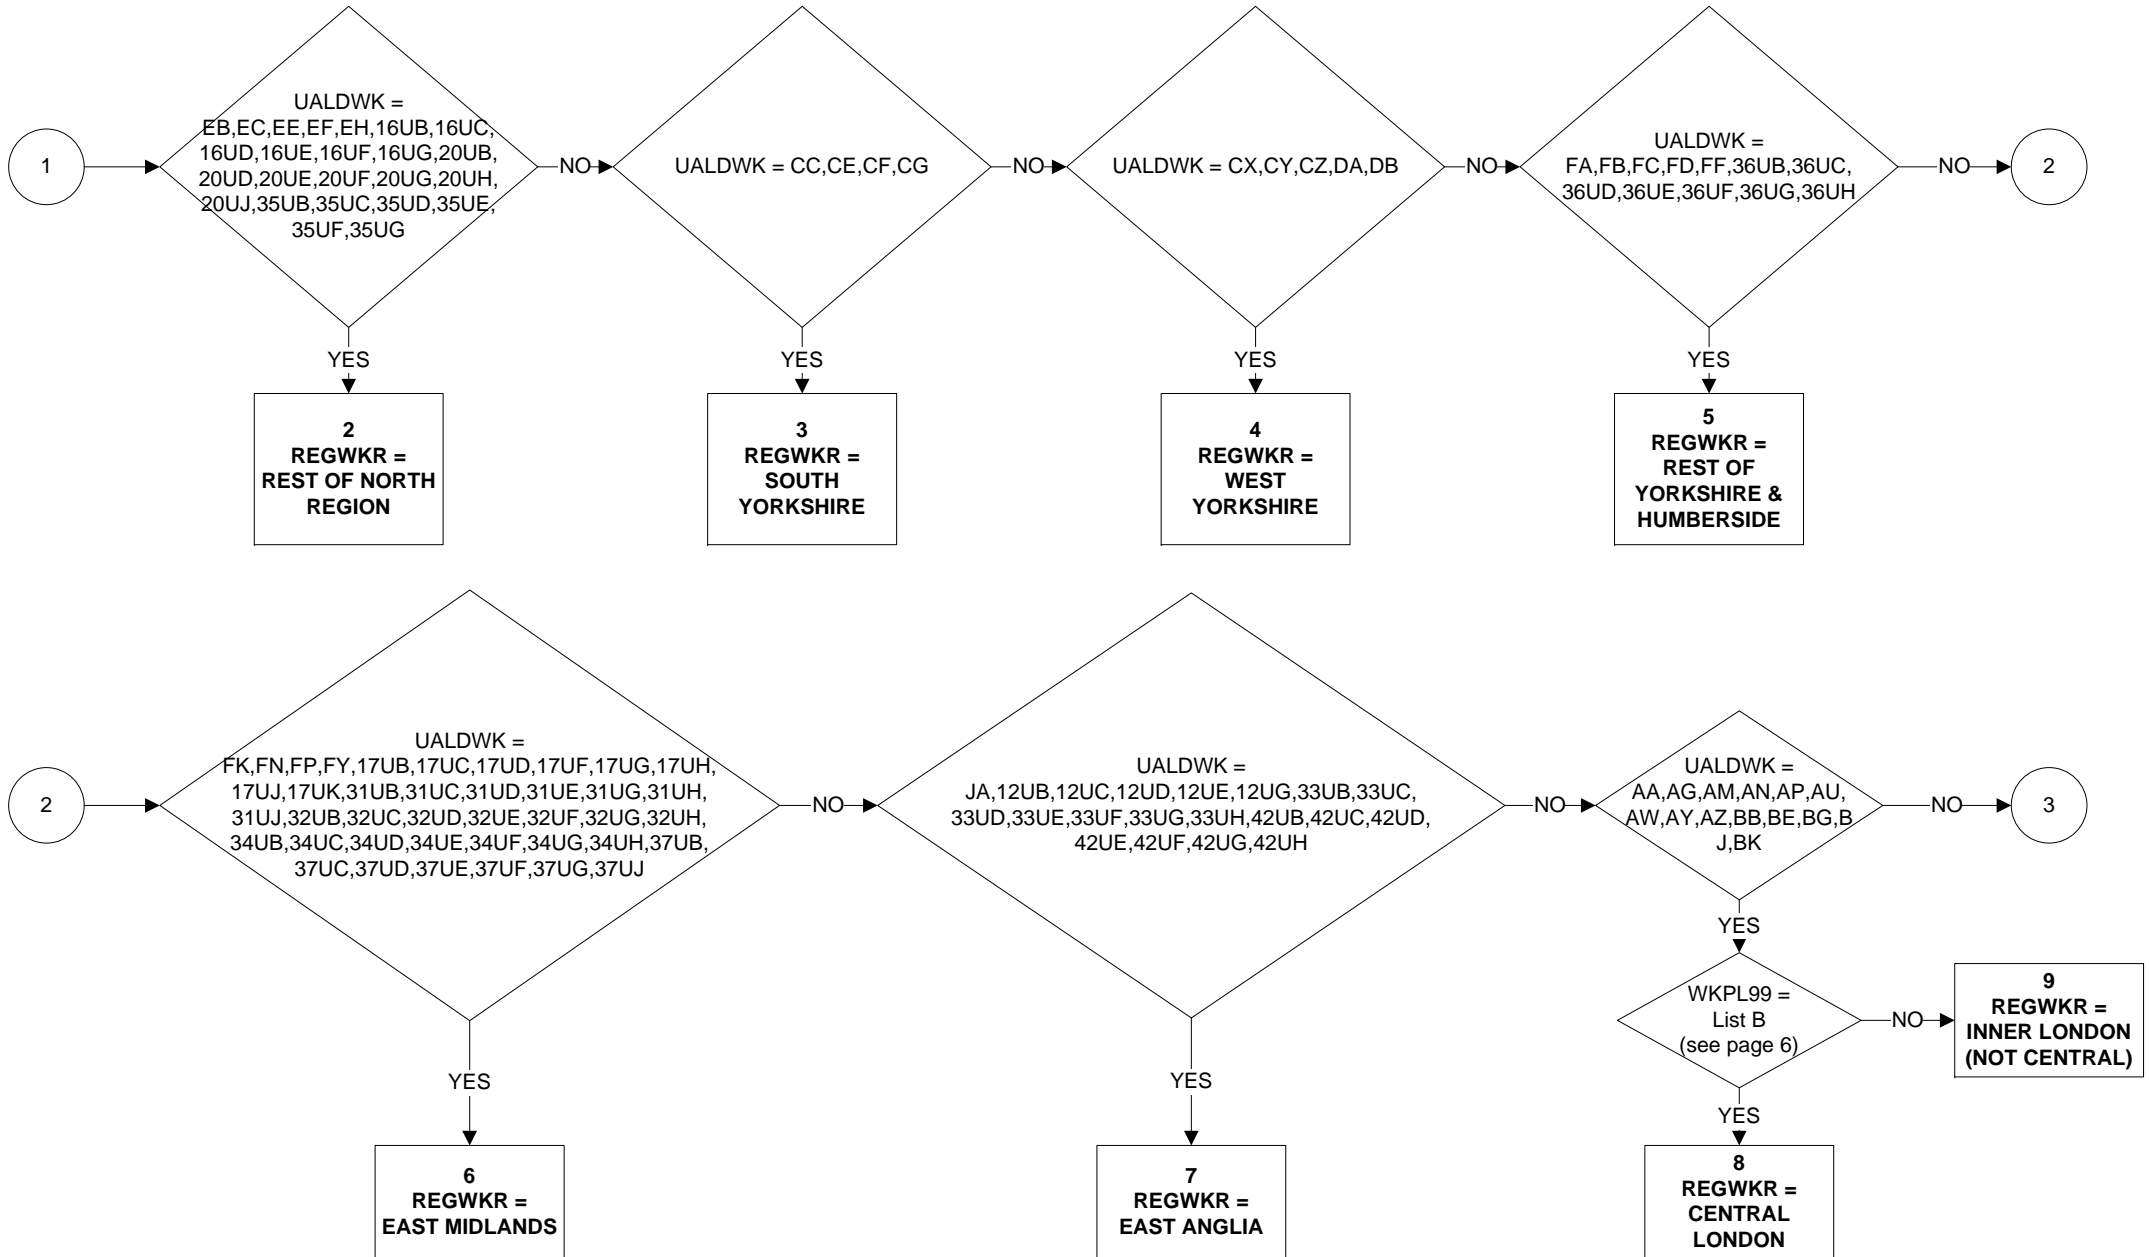 1
UALDWK =
EB,EC,EE,EF,EH,16UB,16UC,
16UD,16UE,16UF,16UG,20UB,
20UD,20UE,20UF,20UG,20UH,
20UJ,35UB,35UC,35UD,35UE,
35UF,35UG
NO
UALDWK = CC,CE,CF,CG
NO
UALDWK = CX,CY,CZ,DA,DB
NO
UALDWK =
FA,FB,FC,FD,FF,36UB,36UC,
36UD,36UE,36UF,36UG,36UH
NO
2
YES
YES
YES
YES
2
REGWKR =
REST OF NORTH
REGION
3
REGWKR =
SOUTH
YORKSHIRE
4
REGWKR =
WEST
YORKSHIRE
5
REGWKR =
REST OF
YORKSHIRE &
HUMBERSIDE
2
UALDWK =
FK,FN,FP,FY,17UB,17UC,17UD,17UF,17UG,17UH,
17UJ,17UK,31UB,31UC,31UD,31UE,31UG,31UH,
31UJ,32UB,32UC,32UD,32UE,32UF,32UG,32UH,
34UB,34UC,34UD,34UE,34UF,34UG,34UH,37UB,
37UC,37UD,37UE,37UF,37UG,37UJ
NO
UALDWK =
JA,12UB,12UC,12UD,12UE,12UG,33UB,33UC,
33UD,33UE,33UF,33UG,33UH,42UB,42UC,42UD,
42UE,42UF,42UG,42UH
NO
UALDWK =
AA,AG,AM,AN,AP,AU,
AW,AY,AZ,BB,BE,BG,B
J,BK
NO
3
YES
WKPL99 =
List B
(see page 6)
NO
9
REGWKR =
INNER LONDON
(NOT CENTRAL)
YES
YES
YES
6
REGWKR =
EAST MIDLANDS
7
REGWKR =
EAST ANGLIA
8
REGWKR =
CENTRAL
LONDON